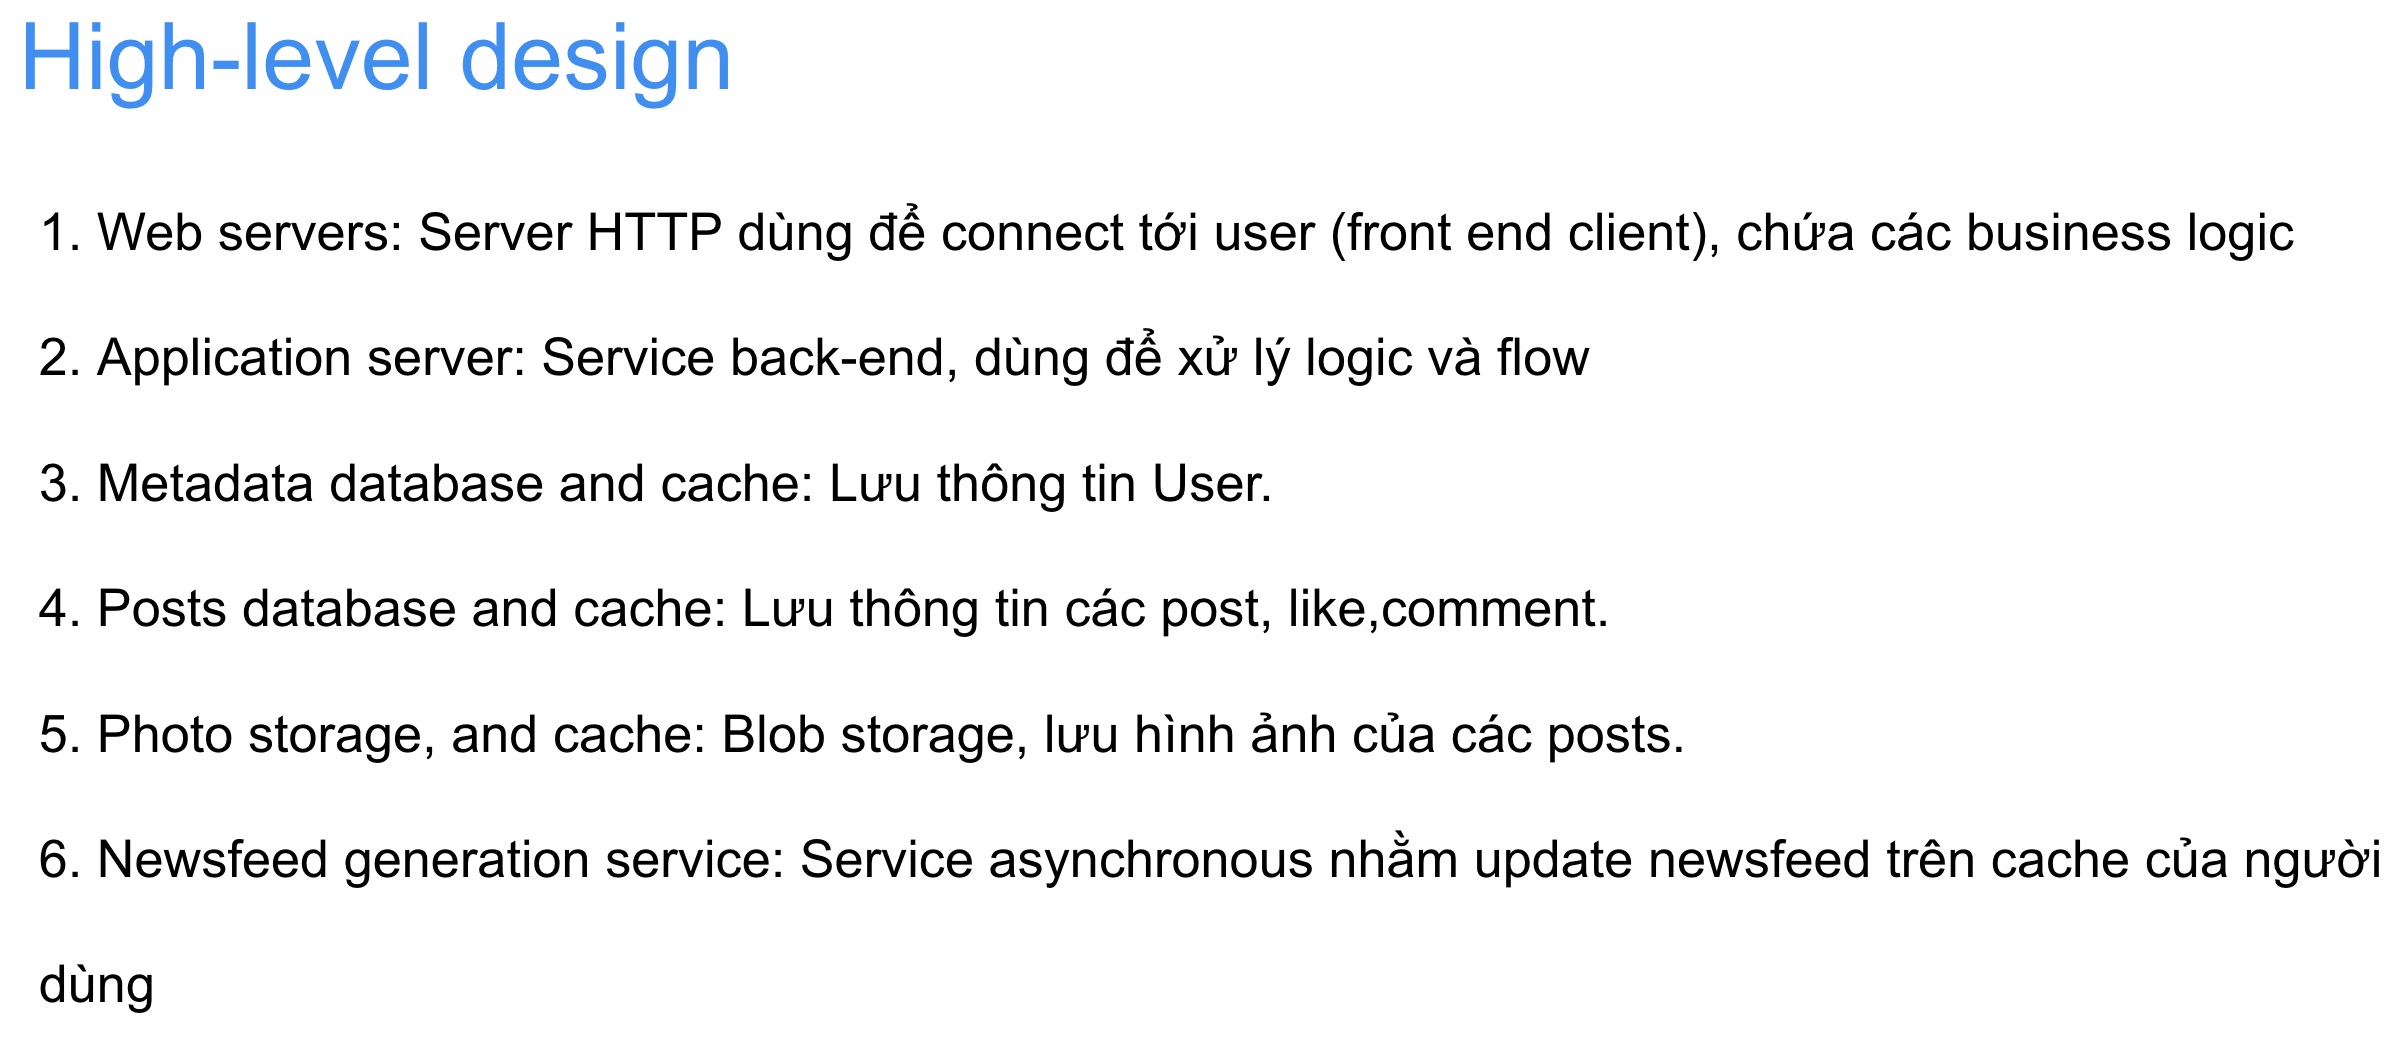 High-level design
1. Web servers: Server HTTP dùng để connect tới user (front end client), chứa các business logic
2. Application server: Service back-end, dùng để xử lý logic và flow
3. Metadata database and cache: Lưu thông tin User.
4. Posts database and cache: Lưu thông tin các post, like,comment.
5. Photo storage, and cache: Blob storage, lưu hình ảnh của các posts.
6. Newsfeed generation service: Service asynchronous nhằm update newsfeed trên cache của người
dùng